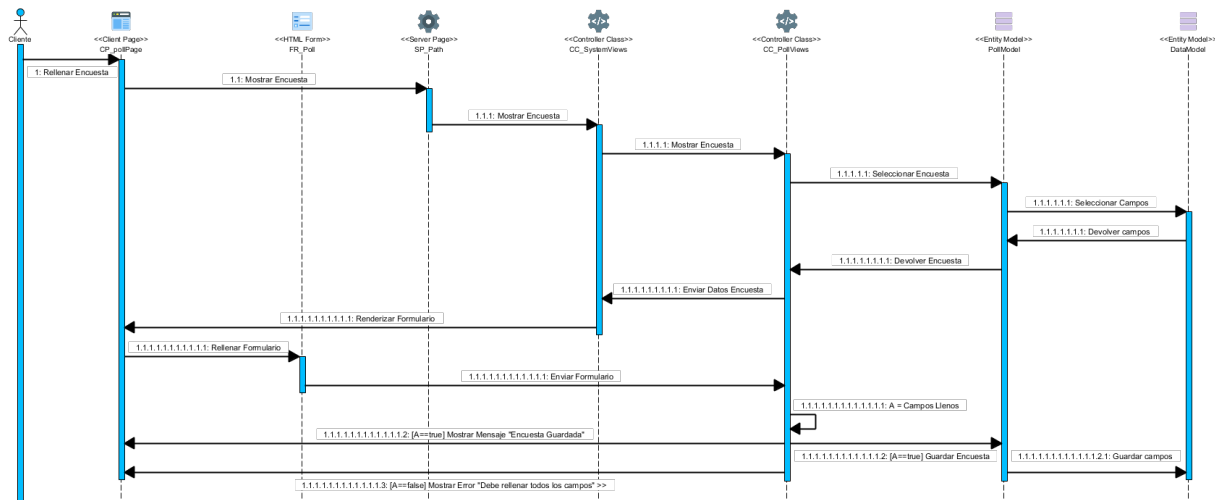 Cliente
<<Client Page>>
CP_pollPage
<<HTML Form>>
FR_Poll
<<Server Page>>
SP_Path
<<Controller Class>>
CC_SystemViews
<<Controller Class>>
CC_PollViews
<<Entity Model>>
PollModel
<<Entity Model>>
DataModel
1: Rellenar Encuesta
1.1: Mostrar Encuesta
1.1.1: Mostrar Encuesta
1.1.1.1: Mostrar Encuesta
1.1.1.1.1: Seleccionar Encuesta
1.1.1.1.1.1: Seleccionar Campos
1.1.1.1.1.1.1: Devolver campos
1.1.1.1.1.1.1.1: Devolver Encuesta
1.1.1.1.1.1.1.1.1: Enviar Datos Encuesta
1.1.1.1.1.1.1.1.1.1: Renderizar Formulario
1.1.1.1.1.1.1.1.1.1.1: Rellenar Formulario
1.1.1.1.1.1.1.1.1.1.1.1: Enviar Formulario
1.1.1.1.1.1.1.1.1.1.1.1.1: A = Campos Llenos
1.1.1.1.1.1.1.1.1.1.1.1.2: [A==true] Mostrar Mensaje "Encuesta Guardada"
1.1.1.1.1.1.1.1.1.1.1.1.2: [A==true] Guardar Encuesta
1.1.1.1.1.1.1.1.1.1.1.1.2.1: Guardar campos
1.1.1.1.1.1.1.1.1.1.1.1.3: [A==false] Mostrar Error "Debe rellenar todos los campos" >>